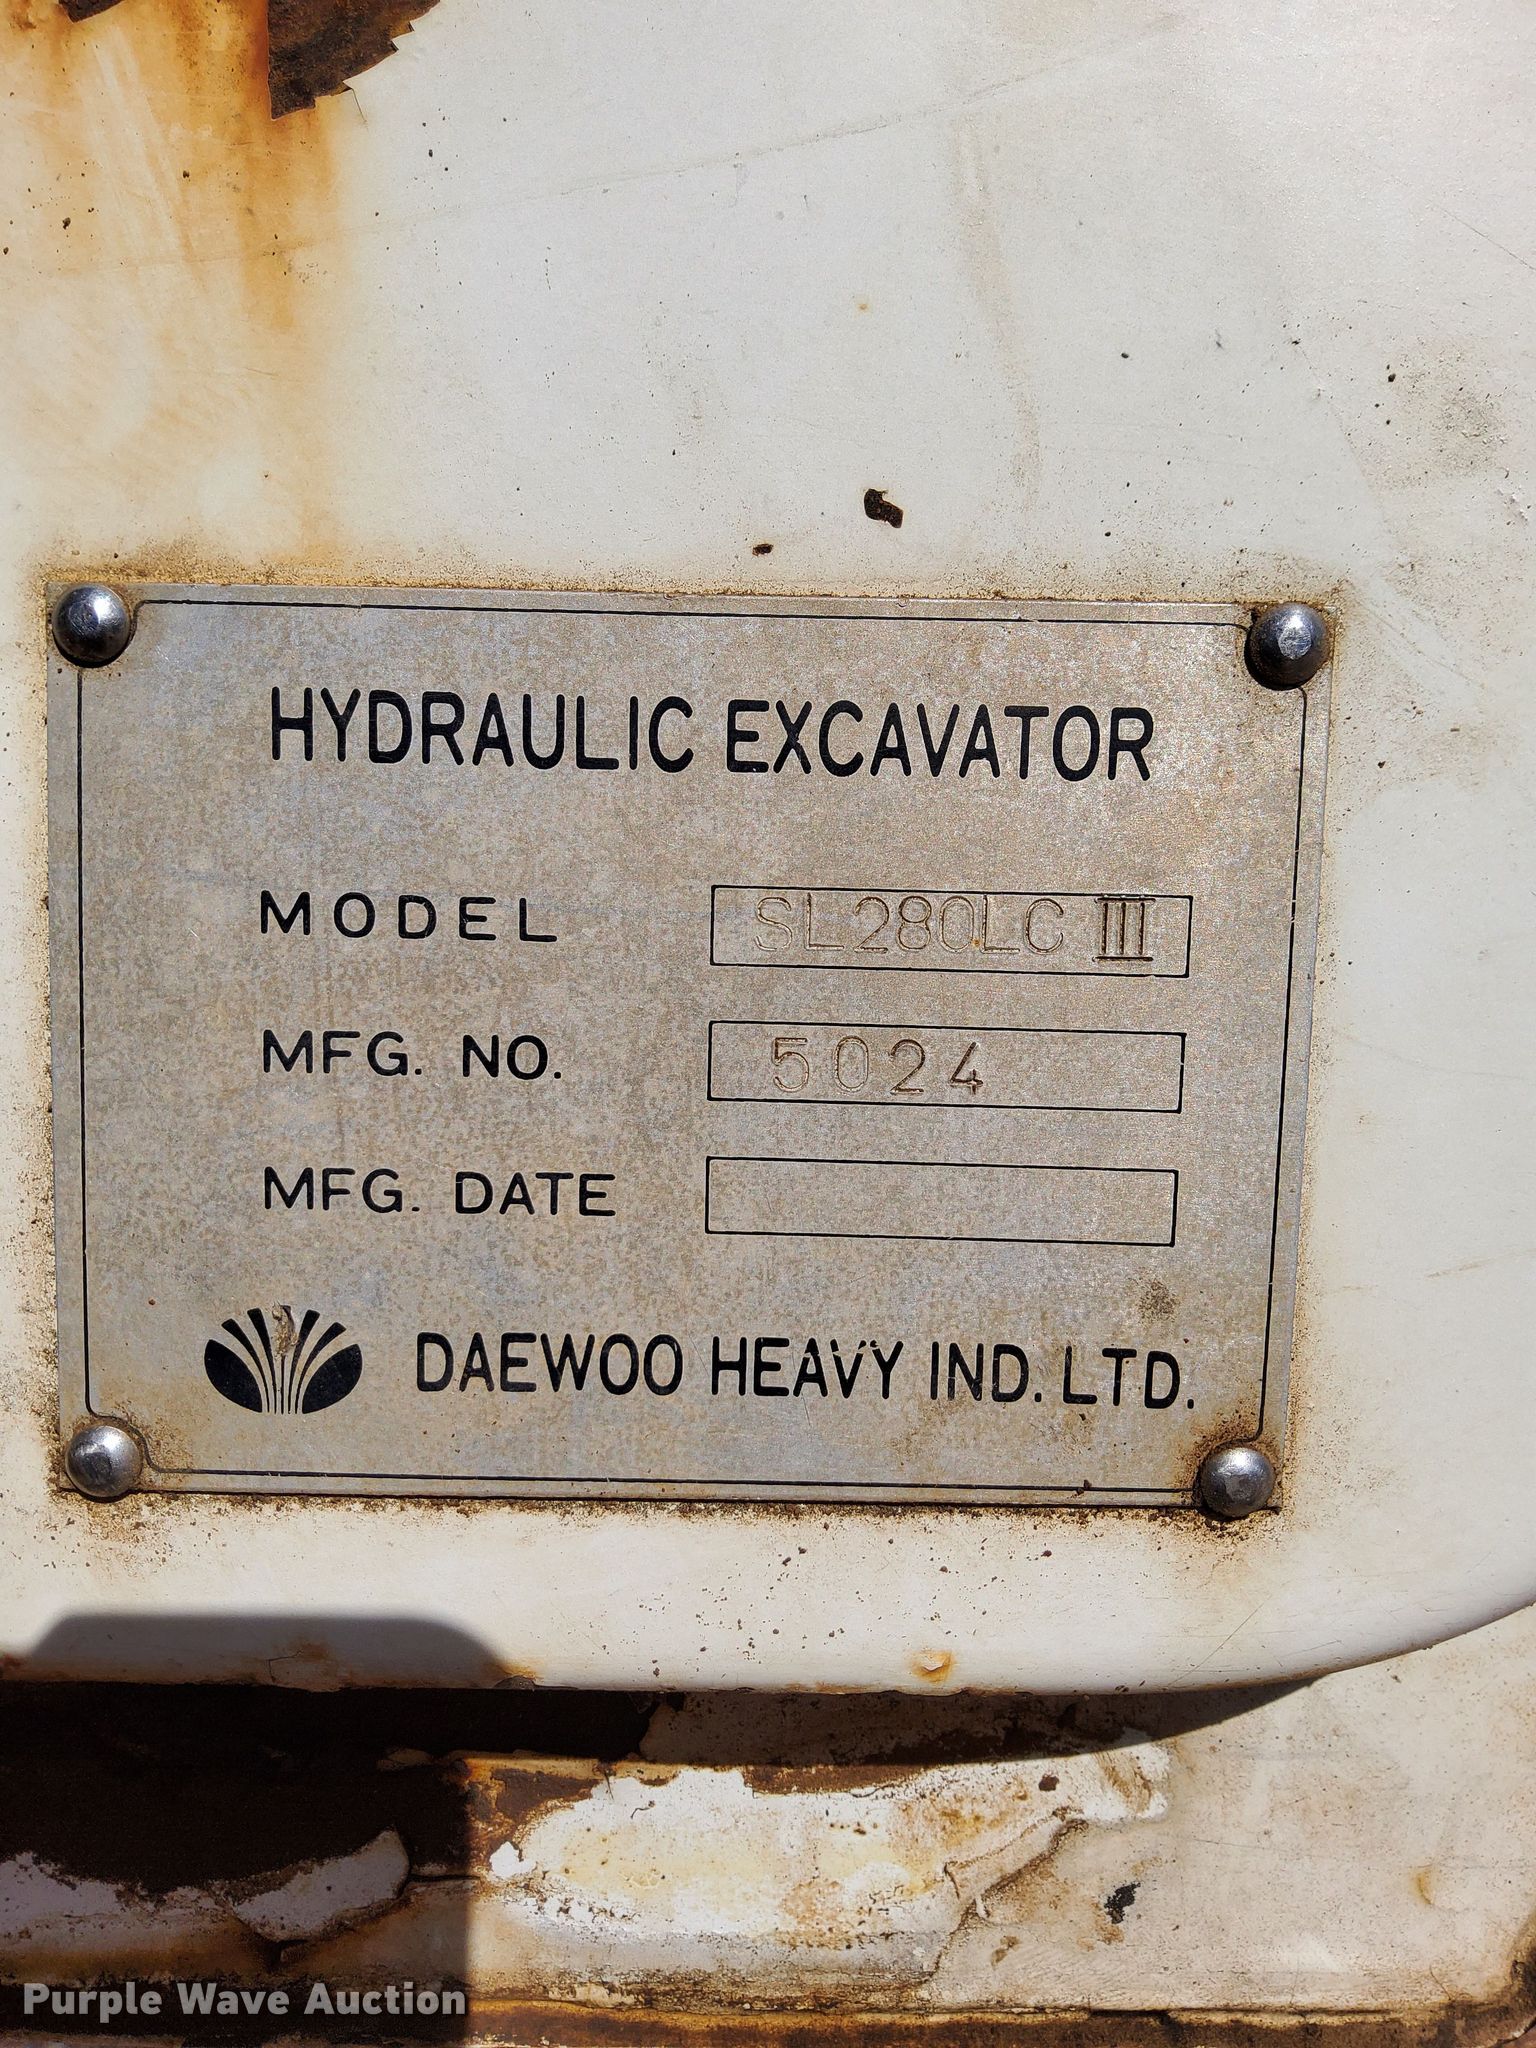 HYDRAULIC EXCAVATOR
MODEL SL280LC III
MFG. NO. 5024
MFG. DATE
DAEWOO HEAVY IND. LTD.
Purple Wave Auction